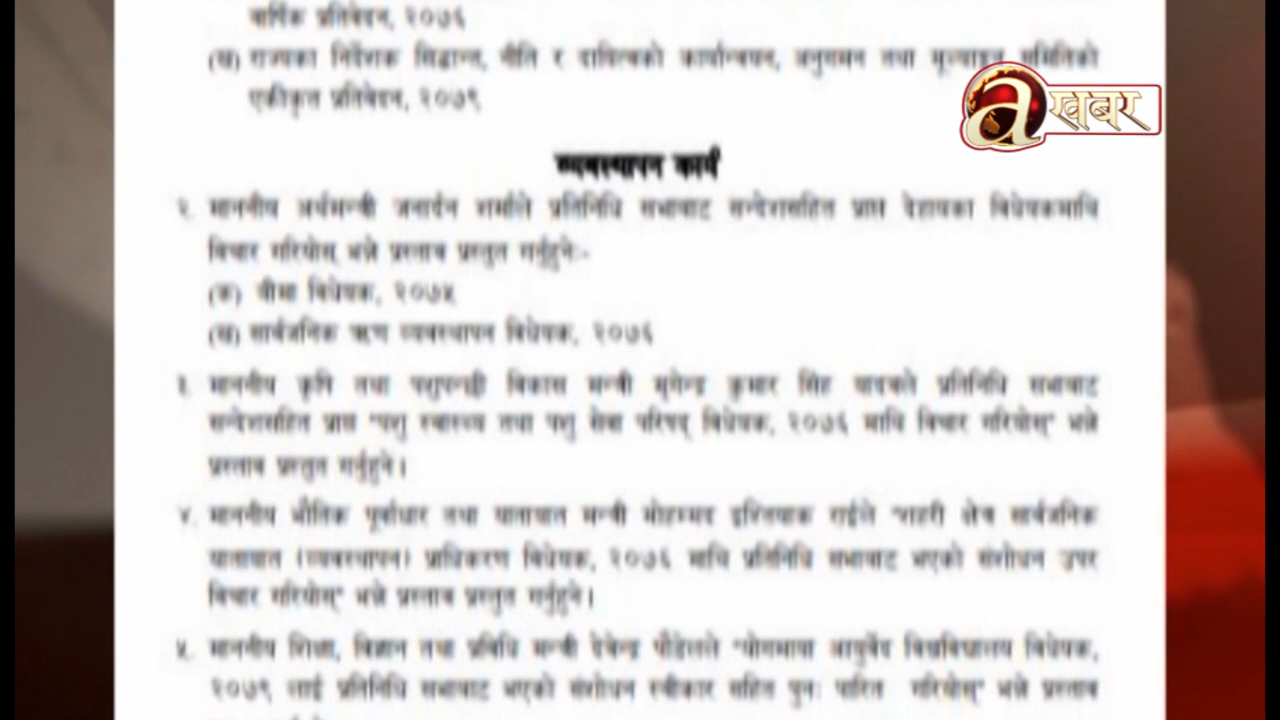 वार्षिक प्रतिवेदन, २०७६
(ख) राज्यका निर्देशक सिद्धान्त, नीति र दायित्वको कार्यान्वयन, अनुगमन तथा मूल्याङ्कन समितिको
एकीकृत प्रतिवेदन, २०७९
a खबर
व्यवस्थापन कार्य
२. माननीय अर्थमन्त्री जनार्दन शर्माले प्रतिनिधि सभाबाट सन्देशसहित प्राप्त देहायका विधेयकमाथि
विचार गरियोस् भन्ने प्रस्ताव प्रस्तुत गर्नुहुनेः-
(क) बीमा विधेयक, २०७५
(ख) सार्वजनिक ऋण व्यवस्थापन विधेयक, २०७६
३. माननीय कृषि तथा पशुपन्छी विकास मन्त्री मृगेन्द्र कुमार सिंह यादवले प्रतिनिधि सभाबाट
सन्देशसहित प्राप्त "पशु स्वास्थ्य तथा पशु सेवा परिषद् विधेयक, २०७६ माथि विचार गरियोस्" भन्ने
प्रस्ताव प्रस्तुत गर्नुहुने।
४. माननीय भौतिक पूर्वाधार तथा यातायात मन्त्री मोहम्मद इस्तियाक राईले "शहरी क्षेत्र सार्वजनिक
यातायात (व्यवस्थापन) प्राधिकरण विधेयक, २०७६ माथि प्रतिनिधि सभाबाट भएको संशोधन उपर
विचार गरियोस्" भन्ने प्रस्ताव प्रस्तुत गर्नुहुने।
५. माननीय शिक्षा, विज्ञान तथा प्रविधि मन्त्री देवेन्द्र पौडेलले "योगमाया आयुर्वेद विश्वविद्यालय विधेयक,
२०७९ लाई प्रतिनिधि सभाबाट भएको संशोधन स्वीकार सहित पुनः पारित गरियोस्" भन्ने प्रस्ताव